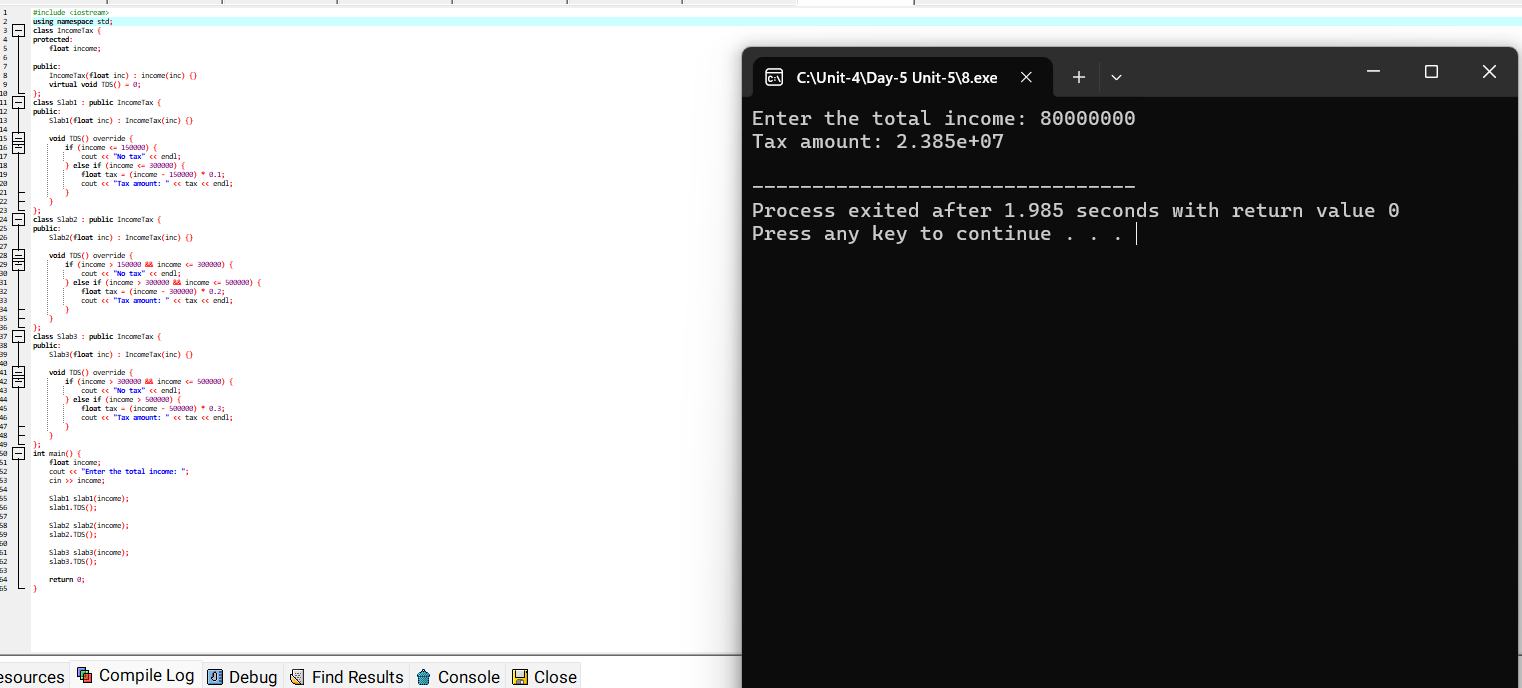 1 #include <iostream>
2 using namespace std;
3 class IncomeTax {
4 protected:
5 float income;
6
7 public:
8 IncomeTax(float inc) : income(inc) {}
9 virtual void TDS() = 0;
10 };
11 class Slab1 : public IncomeTax {
12 public:
13 Slab1(float inc) : IncomeTax(inc) {}
14
15 void TDS() override {
16 if (income <= 150000) {
17 cout << "No tax" << endl;
18 } else if (income <= 300000) {
19 float tax = (income - 150000) * 0.1;
20 cout << "Tax amount: " << tax << endl;
21 }
22 }
23 };
24 class Slab2 : public IncomeTax {
25 public:
26 Slab2(float inc) : IncomeTax(inc) {}
27
28 void TDS() override {
29 if (income > 150000 && income <= 300000) {
30 cout << "No tax" << endl;
31 } else if (income > 300000 && income <= 500000) {
32 float tax = (income - 300000) * 0.2;
33 cout << "Tax amount: " << tax << endl;
34 }
35 }
36 };
37 class Slab3 : public IncomeTax {
38 public:
39 Slab3(float inc) : IncomeTax(inc) {}
40
41 void TDS() override {
42 if (income > 300000 && income <= 500000) {
43 cout << "No tax" << endl;
44 } else if (income > 500000) {
45 float tax = (income - 500000) * 0.3;
46 cout << "Tax amount: " << tax << endl;
47 }
48 }
49 };
50 int main() {
51 float income;
52 cout << "Enter the total income: ";
53 cin >> income;
54
55 Slab1 slab1(income);
56 slab1.TDS();
57
58 Slab2 slab2(income);
59 slab2.TDS();
60
61 Slab3 slab3(income);
62 slab3.TDS();
63
64 return 0;
65 }
C:\Unit-4\Day-5 Unit-5\8.exe
Enter the total income: 80000000
Tax amount: 2.385e+07
--------------------------------
Process exited after 1.985 seconds with return value 0
Press any key to continue . . .
esources Compile Log Debug Find Results Console Close